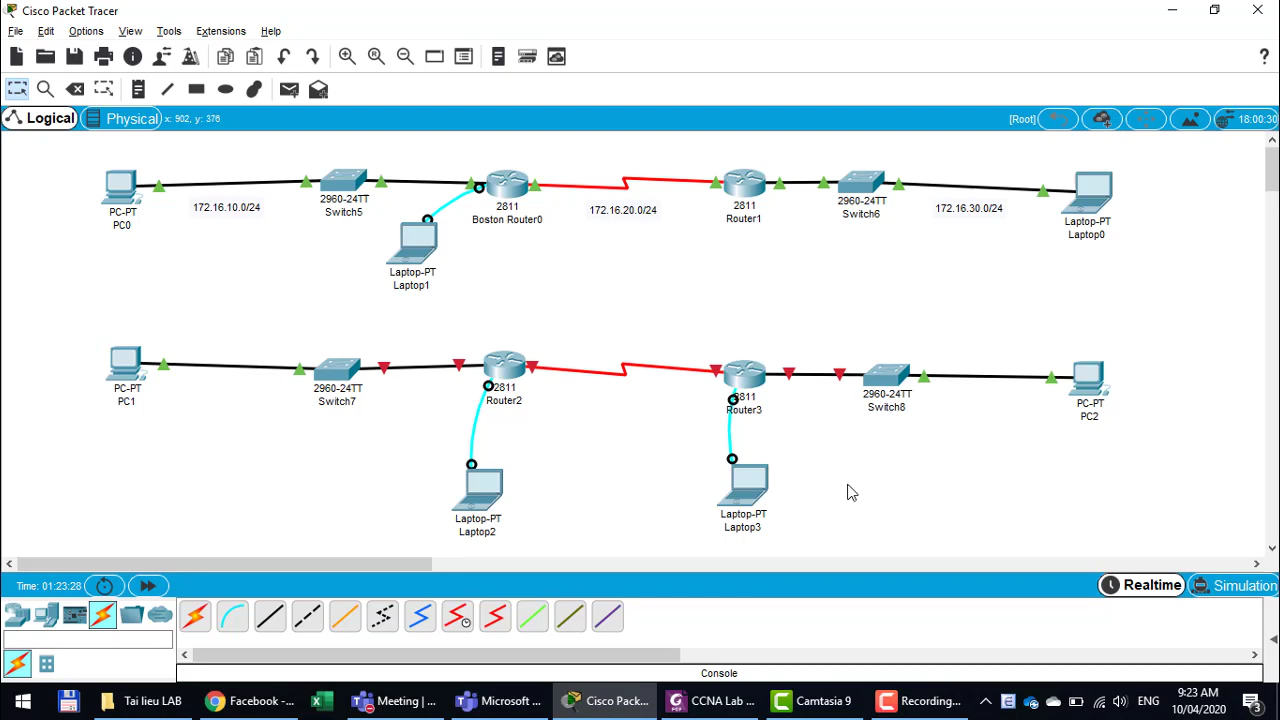 Cisco Packet Tracer
File Edit Options View Tools Extensions Help
Logical Physical x: 902, y: 376 [Root] 18:00:30
PC-PT
PC0
172.16.10.0/24
2960-24TT
Switch5
2811
Boston Router0
172.16.20.0/24
2811
Router1
2960-24TT
Switch6
172.16.30.0/24
Laptop-PT
Laptop0
Laptop-PT
Laptop1
PC-PT
PC1
2960-24TT
Switch7
2811
Router2
2811
Router3
2960-24TT
Switch8
PC-PT
PC2
Laptop-PT
Laptop2
Laptop-PT
Laptop3
Time: 01:23:28 Realtime Simulation
Console
Tai lieu LAB Facebook -... Meeting | ... Microsoft ... Cisco Pack... CCNA Lab ... Camtasia 9 Recording... ENG
9:23 AM
10/04/2020
3